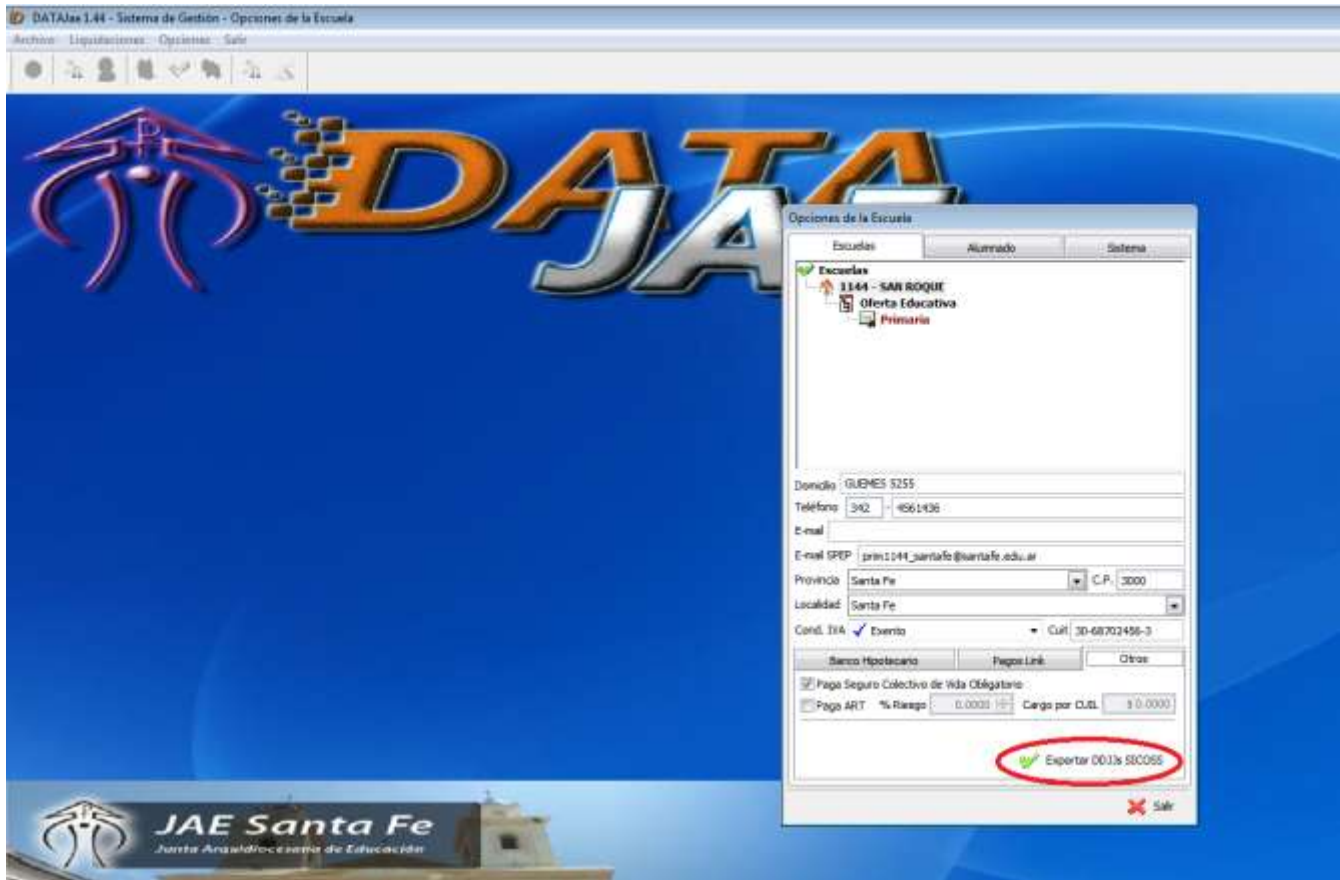 DATAJae 1.44 - Sistema de Gestión - Opciones de la Escuela
Archivo Liquidaciones Opciones Salir
P
DATA
JAE
Opciones de la Escuela
Escuelas Alumnado Sistema
Escuelas
1144 - SAN ROQUE
Oferta Educativa
Primaria
Domicilio GUEMES 5255
Teléfono 342 - 4561436
E-mail
E-mail SPEP prim1144_santafe@santafe.edu.ar
Provincia Santa Fe C.P. 3000
Localidad Santa Fe
Cond. IVA Exento Cuit 30-68702456-3
Banco Hipotecario Pagos Link Otros
Paga Seguro Colectivo de Vida Obligatorio
Paga ART % Riesgo 0.0000 Cargo por CUIL $ 0.0000
Exportar DDJJs SICOSS
Salir
JAE Santa Fe
Junta Arquidiocesana de Educación